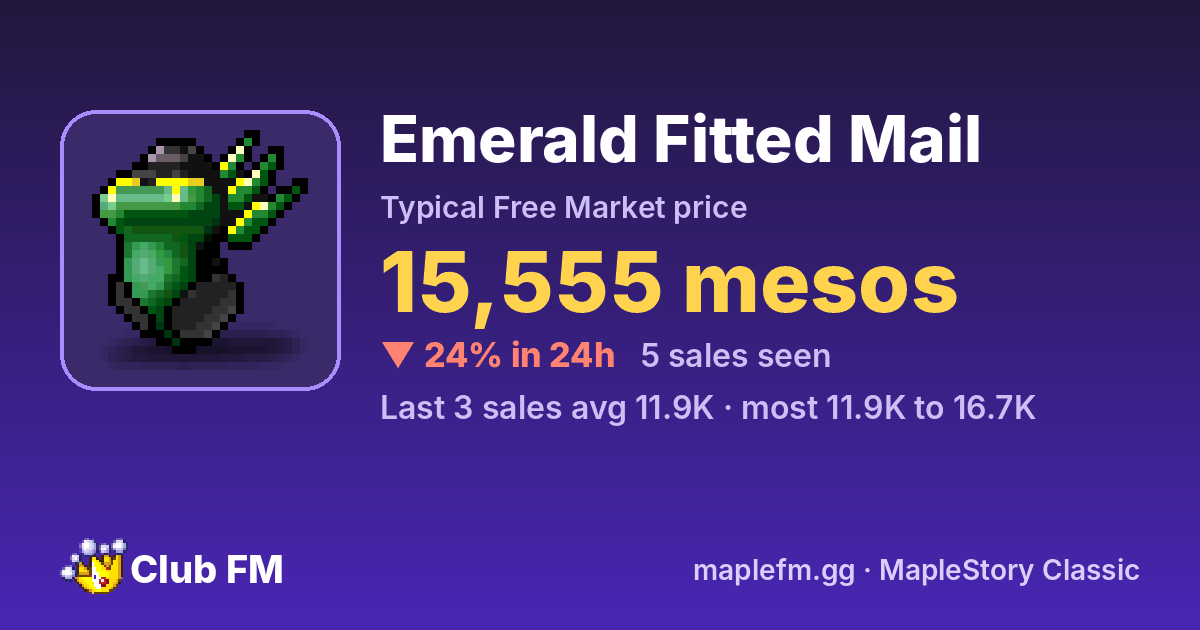 Emerald Fitted Mail
Typical Free Market price
15,555 mesos
▼ 24% in 24h 5 sales seen
Last 3 sales avg 11.9K · most 11.9K to 16.7K
Club FM
maplefm.gg · MapleStory Classic